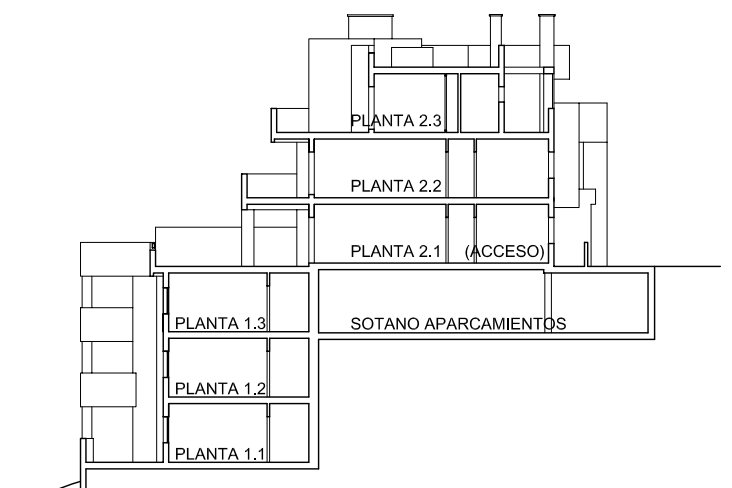 PLANTA 2.3
PLANTA 2.2
PLANTA 2.1 (ACCESO)
PLANTA 1.3 SOTANO APARCAMIENTOS
PLANTA 1.2
PLANTA 1.1